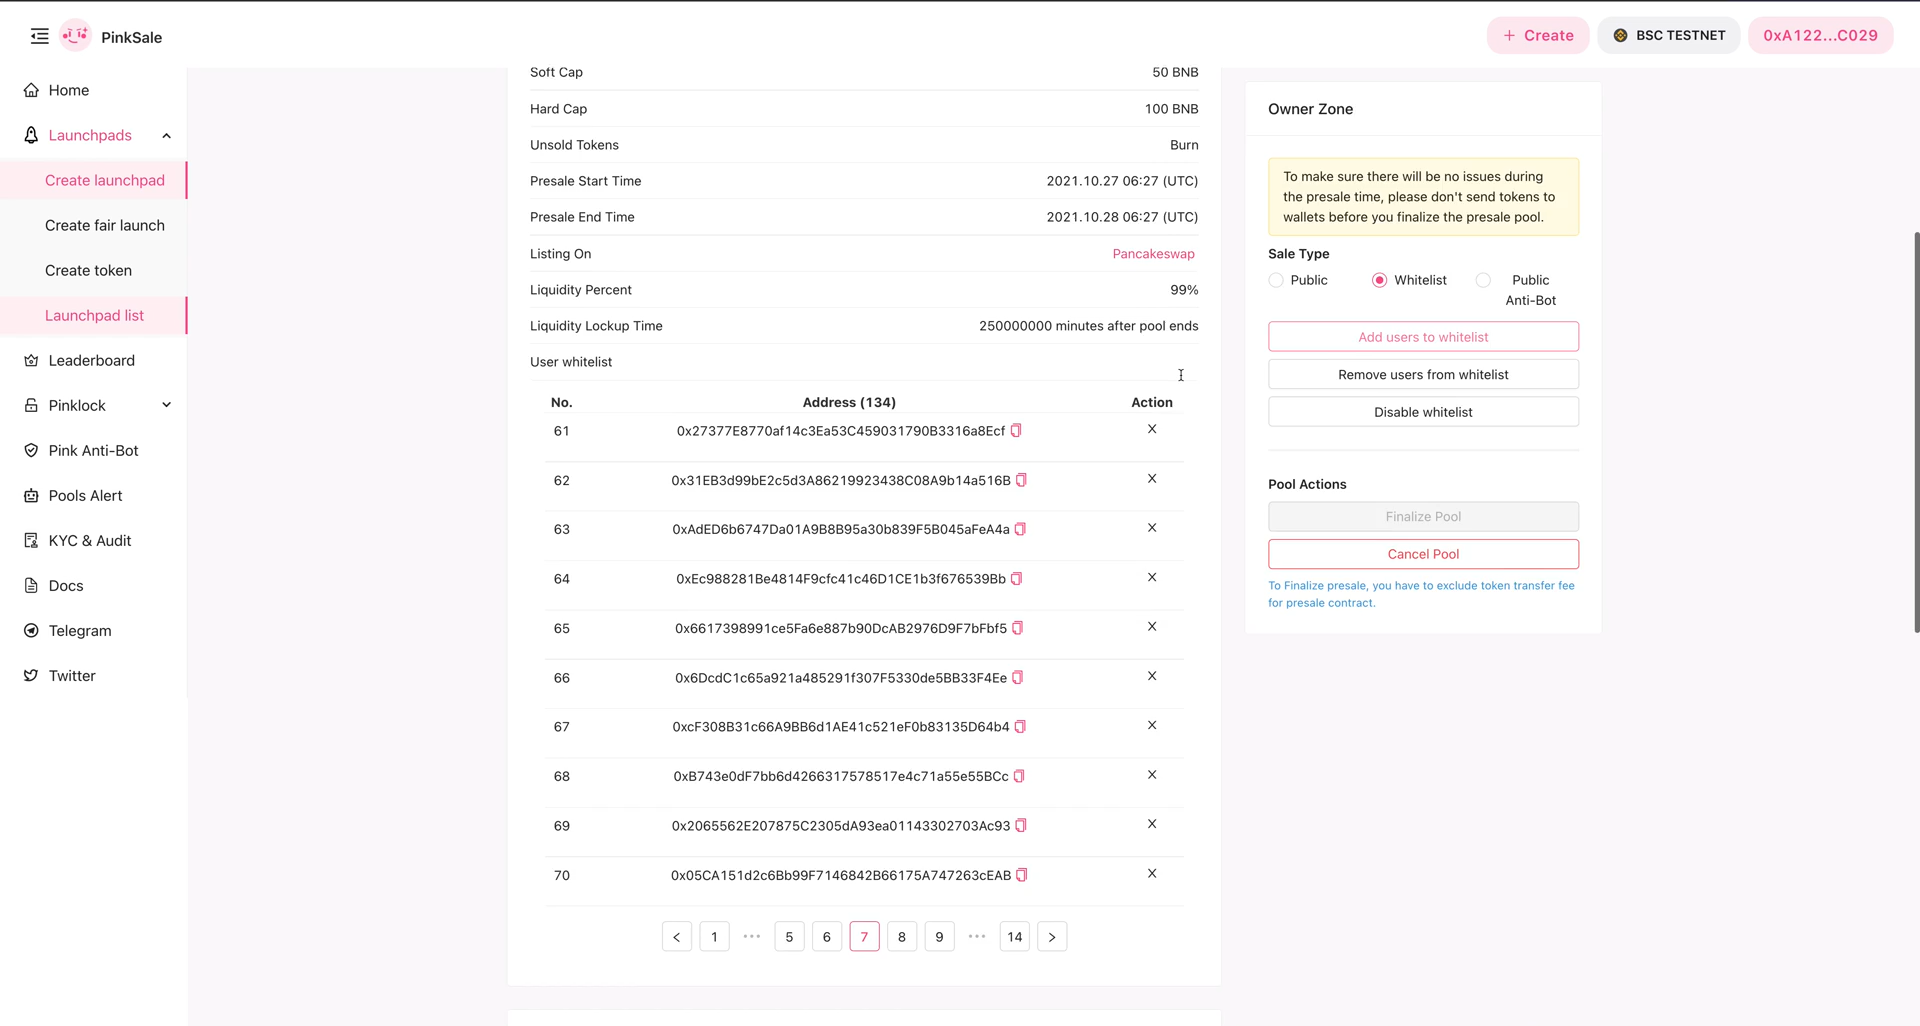 PinkSale
+ Create
BSC TESTNET
0xA122...C029
Home
Launchpads
Create launchpad
Create fair launch
Create token
Launchpad list
Leaderboard
Pinklock
Pink Anti-Bot
Pools Alert
KYC & Audit
Docs
Telegram
Twitter
Soft Cap 50 BNB
Hard Cap 100 BNB
Unsold Tokens Burn
Presale Start Time 2021.10.27 06:27 (UTC)
Presale End Time 2021.10.28 06:27 (UTC)
Listing On Pancakeswap
Liquidity Percent 99%
Liquidity Lockup Time 250000000 minutes after pool ends
User whitelist
No. Address (134) Action
61 0x27377E8770af14c3Ea53C459031790B3316a8Ecf X
62 0x31EB3d99bE2c5d3A86219923438C08A9b14a516B X
63 0xAdED6b6747Da01A9B8B95a30b839F5B045aFeA4a X
64 0xEc988281Be4814F9cfc41c46D1CE1b3f676539Bb X
65 0x6617398991ce5Fa6e887b90DcAB2976D9F7bFbf5 X
66 0x6DcdC1c65a921a485291f307F5330de5BB33F4Ee X
67 0xcF308B31c66A9BB6d1AE41c521eF0b83135D64b4 X
68 0xB743e0dF7bb6d4266317578517e4c71a55e55BCc X
69 0x2065562E207875C2305dA93ea01143302703Ac93 X
70 0x05CA151d2c6Bb99F7146842B66175A747263cEAB X
< 1 ••• 5 6 7 8 9 ••• 14 >
Owner Zone
To make sure there will be no issues during
the presale time, please don't send tokens to
wallets before you finalize the presale pool.
Sale Type
Public Whitelist Public
Anti-Bot
Add users to whitelist
Remove users from whitelist
Disable whitelist
Pool Actions
Finalize Pool
Cancel Pool
To Finalize presale, you have to exclude token transfer fee
for presale contract.